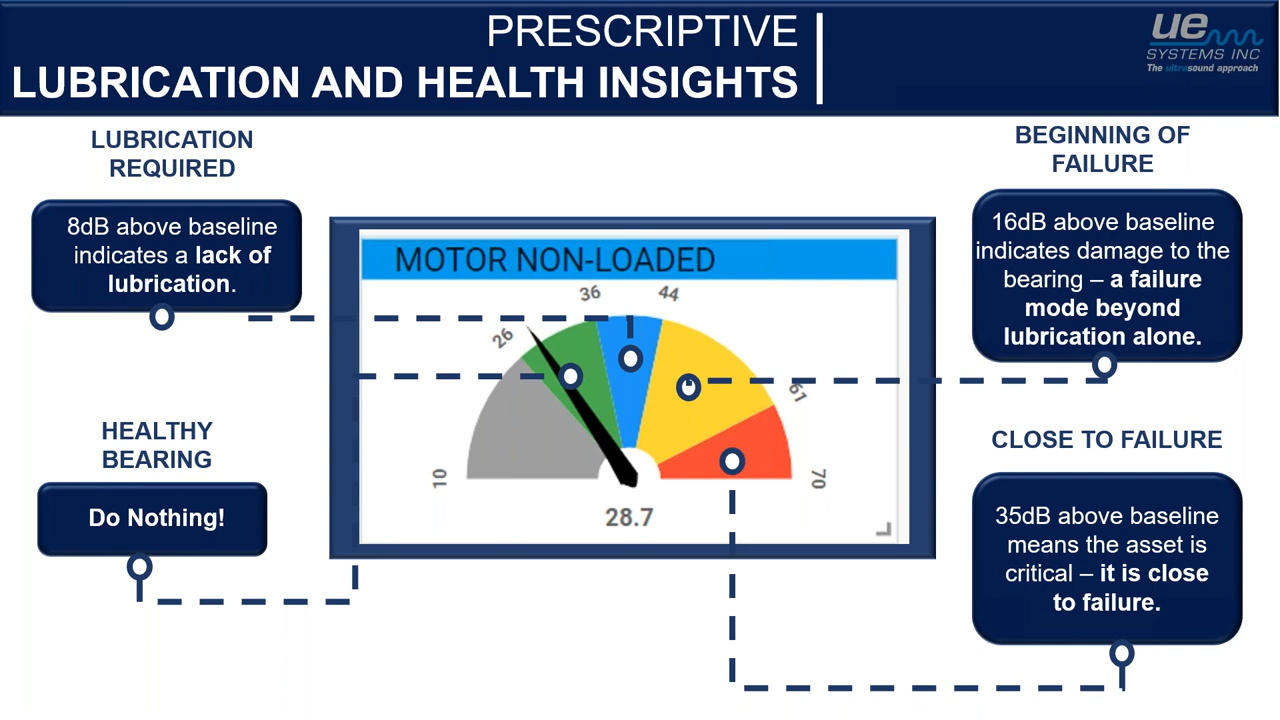 PRESCRIPTIVE
LUBRICATION AND HEALTH INSIGHTS
ue
SYSTEMS INC
The ultrasound approach
LUBRICATION
REQUIRED
8dB above baseline
indicates a lack of
lubrication.
HEALTHY
BEARING
Do Nothing!
MOTOR NON-LOADED
10
26
36
44
61
70
28.7
BEGINNING OF
FAILURE
16dB above baseline
indicates damage to the
bearing – a failure
mode beyond
lubrication alone.
CLOSE TO FAILURE
35dB above baseline
means the asset is
critical – it is close
to failure.